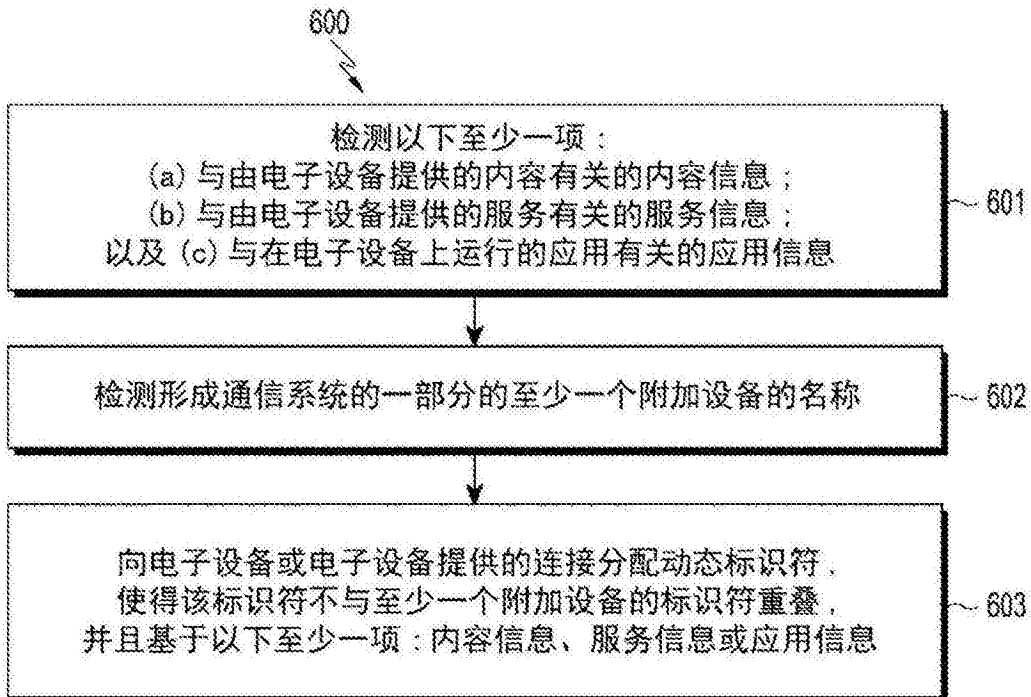 600
检测以下至少一项：
(a) 与由电子设备提供的内容有关的内容信息；
(b) 与由电子设备提供的服务有关的服务信息；
以及 (c) 与在电子设备上运行的应用有关的应用信息
601
检测形成通信系统的一部分的至少一个附加设备的名称
602
向电子设备或电子设备提供的连接分配动态标识符，
使得该标识符不与至少一个附加设备的标识符重叠，
并且基于以下至少一项：内容信息、服务信息或应用信息
603